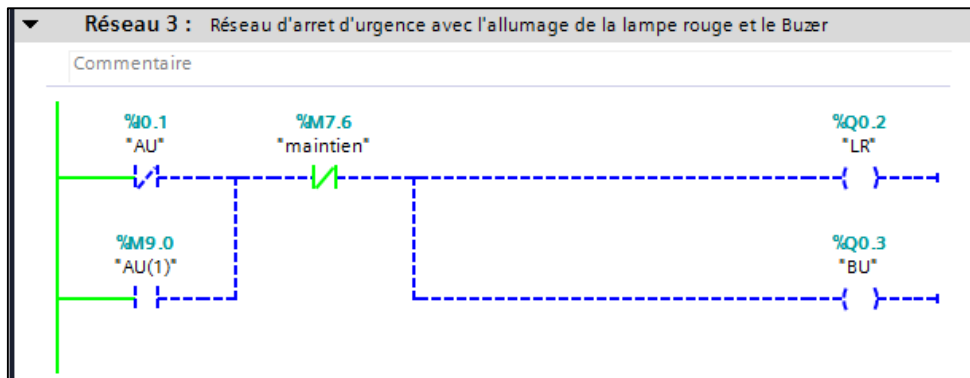 Réseau 3 : Réseau d'arret d'urgence avec l'allumage de la lampe rouge et le Buzer
Commentaire
%I0.1
"AU"
%M7.6
"maintien"
%Q0.2
"LR"
%M9.0
"AU(1)"
%Q0.3
"BU"